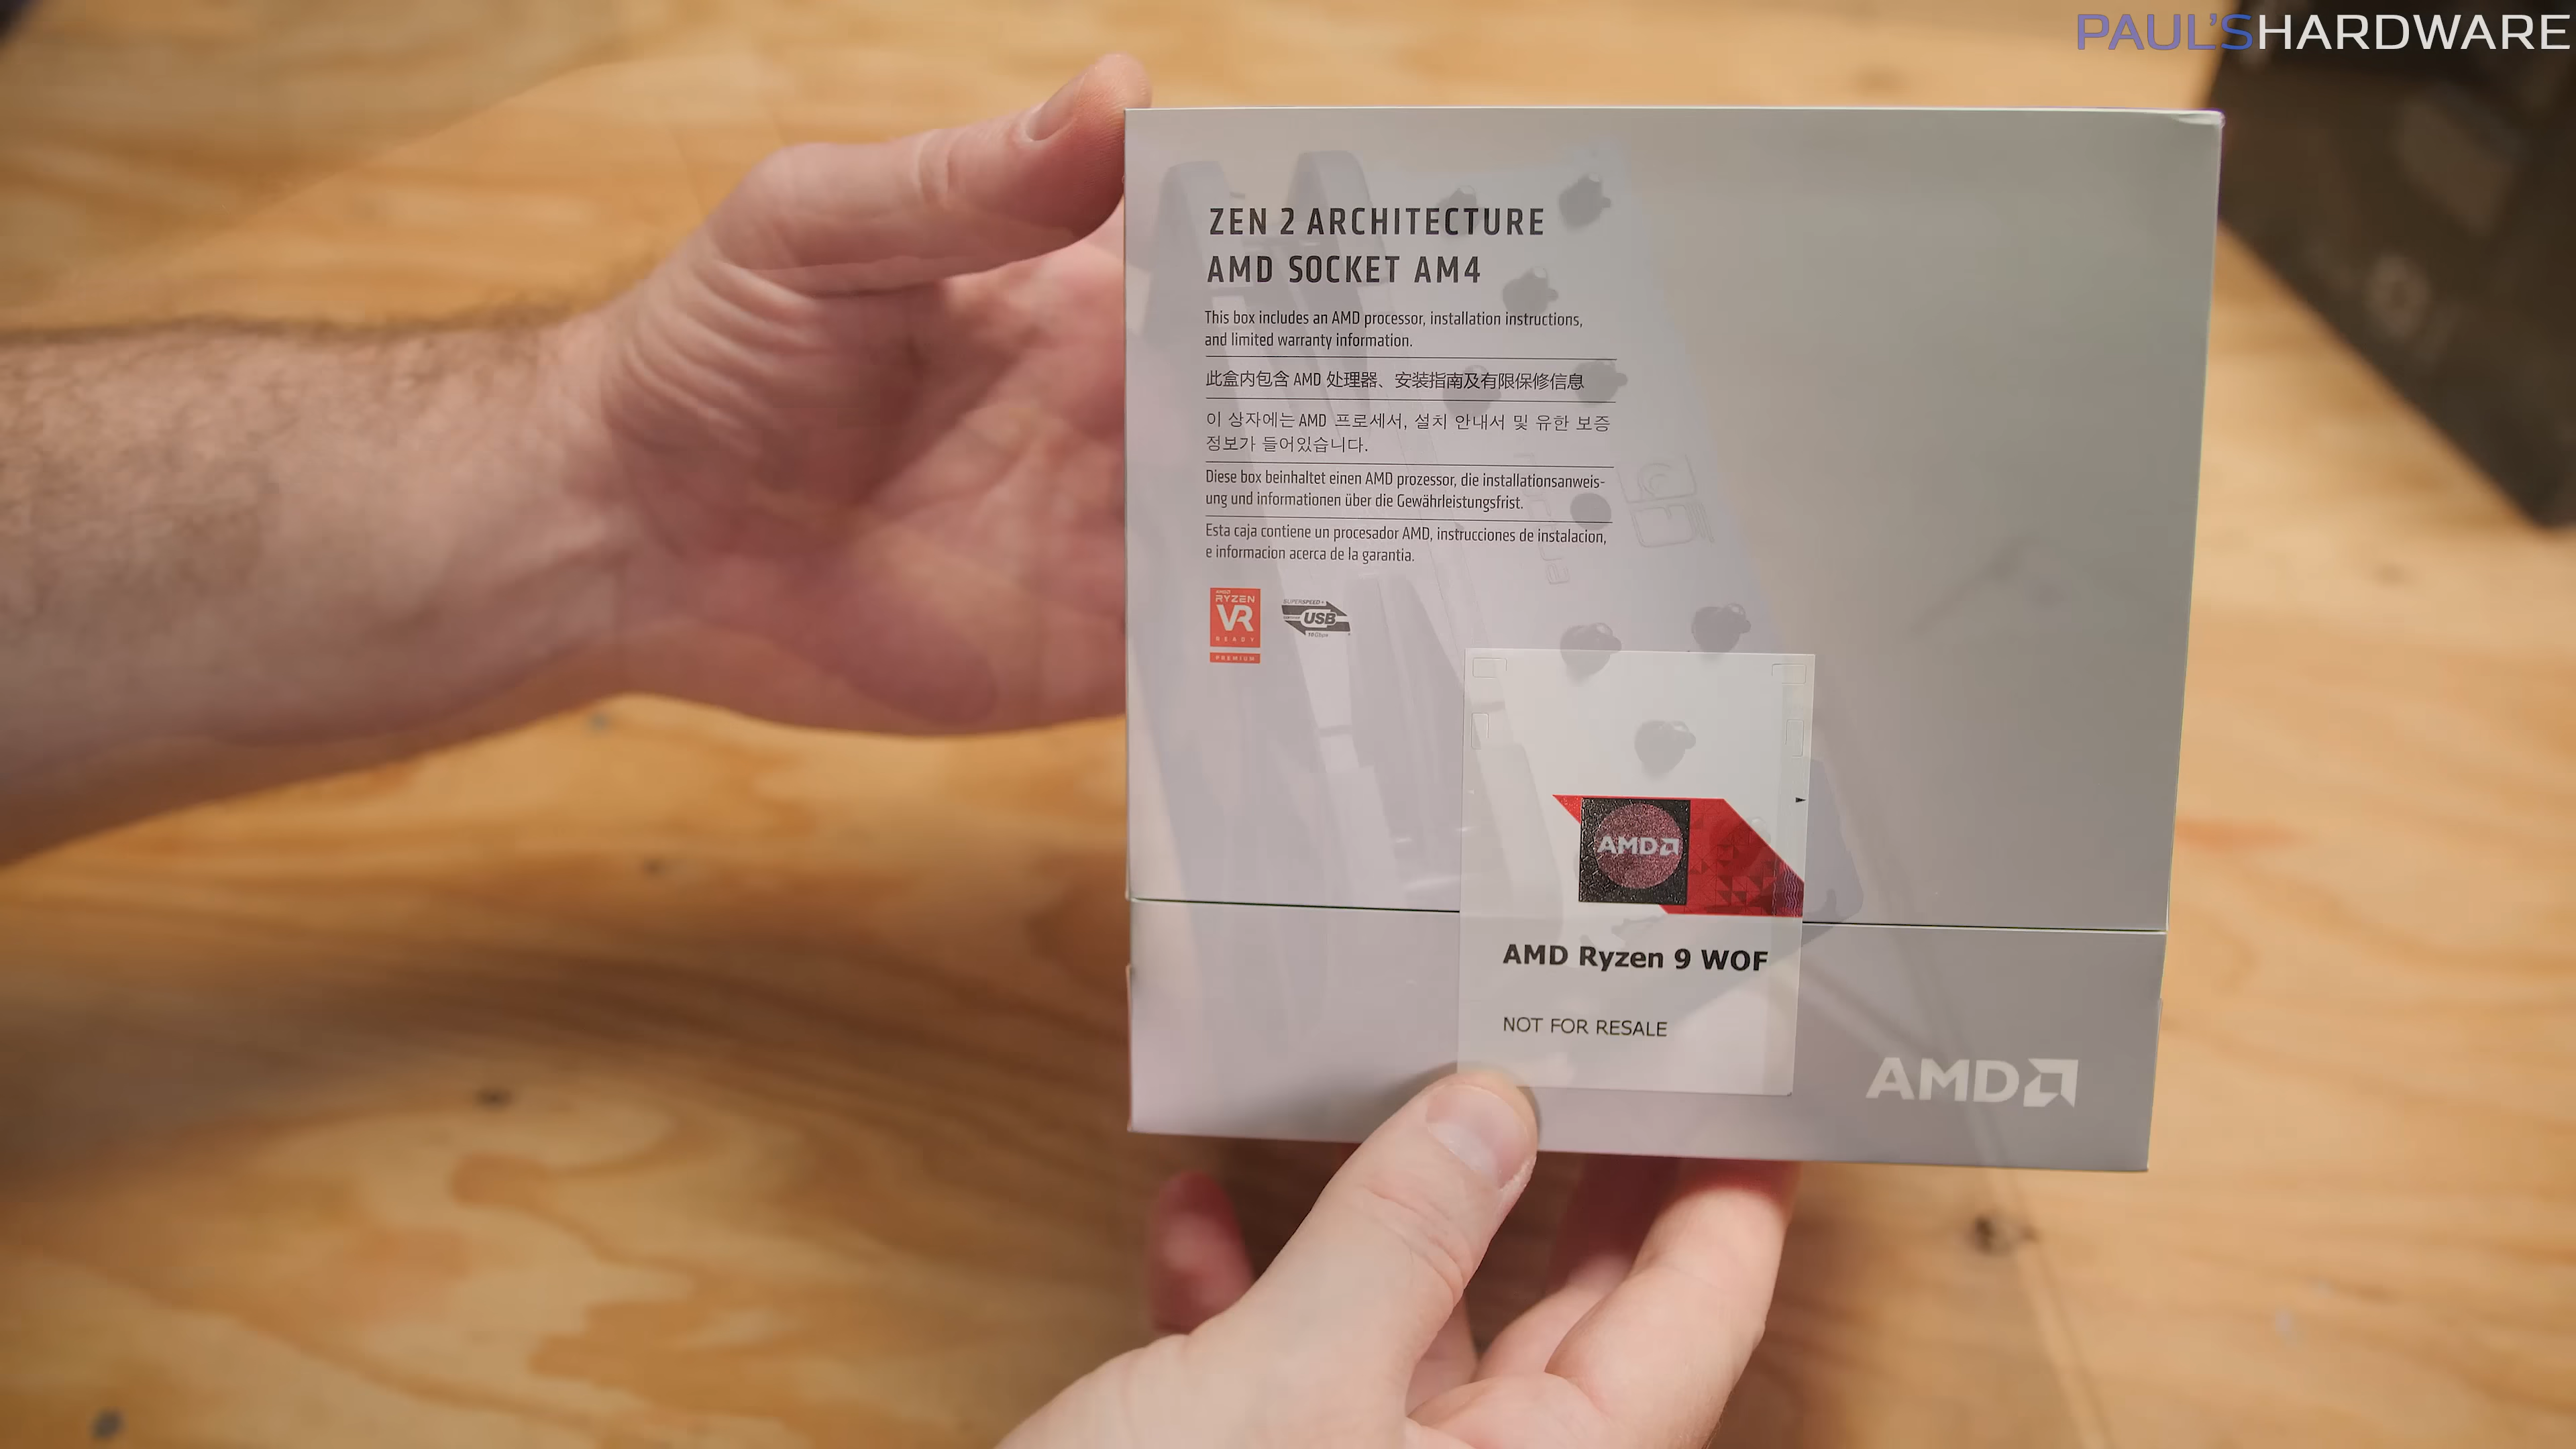 PAUL'SHARDWARE
ZEN 2 ARCHITECTURE
AMD SOCKET AM4
This box includes an AMD processor, installation instructions,
and limited warranty information.
此盒内包含 AMD 处理器、安装指南及有限保修信息
이 상자에는 AMD 프로세서, 설치 안내서 및 유한 보증
정보가 들어있습니다.
Diese box beinhaltet einen AMD prozessor, die installationsanweis-
ung und informationen über die Gewährleistungsfrist.
Esta caja contiene un procesador AMD, instrucciones de instalacion,
e informacion acerca de la garantia.
RYZEN
VR
READY
PREMIUM
SUPERSPEED+
USB
10Gbps
AMD
AMD Ryzen 9 WOF
NOT FOR RESALE
AMD